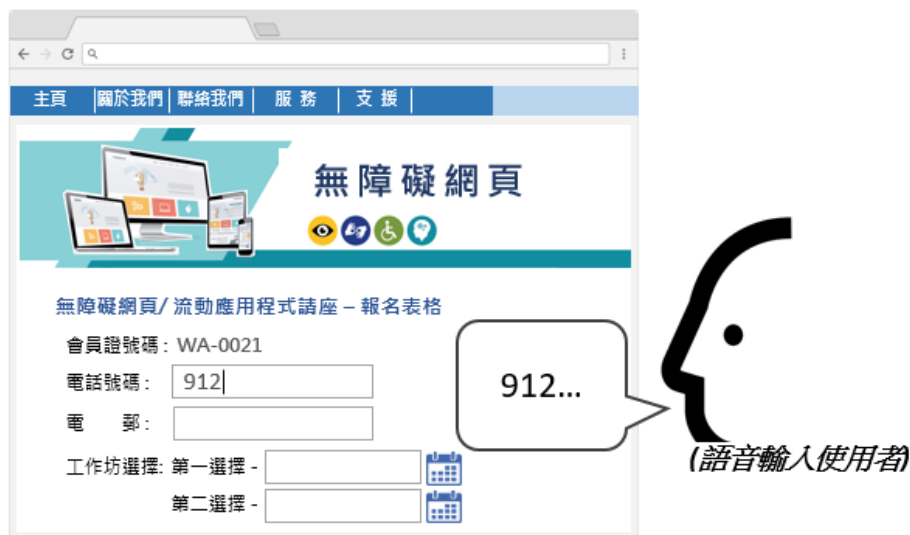 主頁 關於我們 聯絡我們 服務 支援
無障礙網頁
無障礙網頁/ 流動應用程式講座 – 報名表格
會員證號碼 : WA-0021
電話號碼 : 912
912...
電 郵 :
(語音輸入使用者)
工作坊選擇: 第一選擇 -
第二選擇 -